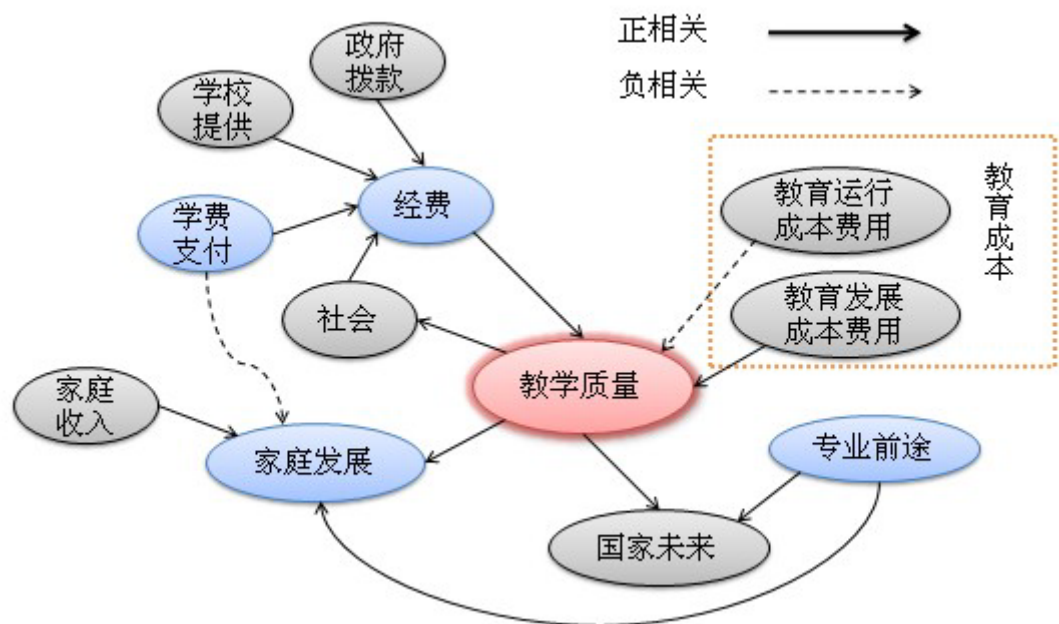 正相关
负相关
政府
拨款
学校
提供
经费
学费
支付
社会
教育运行
成本费用
教育发展
成本费用
教育成本
教学质量
家庭
收入
家庭发展
专业前途
国家未来